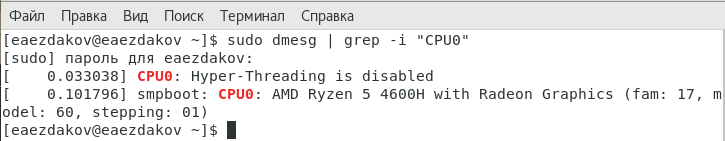 Файл Правка Вид Поиск Терминал Справка
[eaezdakov@eaezdakov ~]$ sudo dmesg | grep -i "CPU0"
[sudo] пароль для eaezdakov:
[    0.033038] CPU0: Hyper-Threading is disabled
[    0.101796] smpboot: CPU0: AMD Ryzen 5 4600H with Radeon Graphics (fam: 17, m
odel: 60, stepping: 01)
[eaezdakov@eaezdakov ~]$